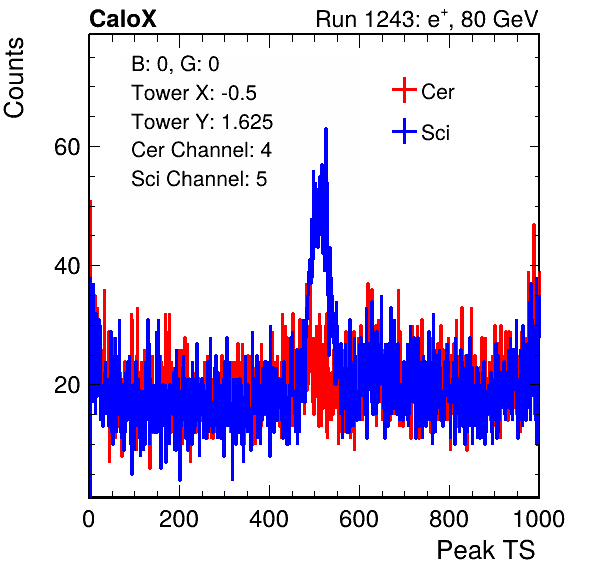 CaloX Run 1243: e⁺, 80 GeV
Counts
B: 0, G: 0
Tower X: -0.5
Tower Y: 1.625
Cer Channel: 4
Sci Channel: 5
Cer
Sci
60
40
20
0 200 400 600 800 1000
Peak TS